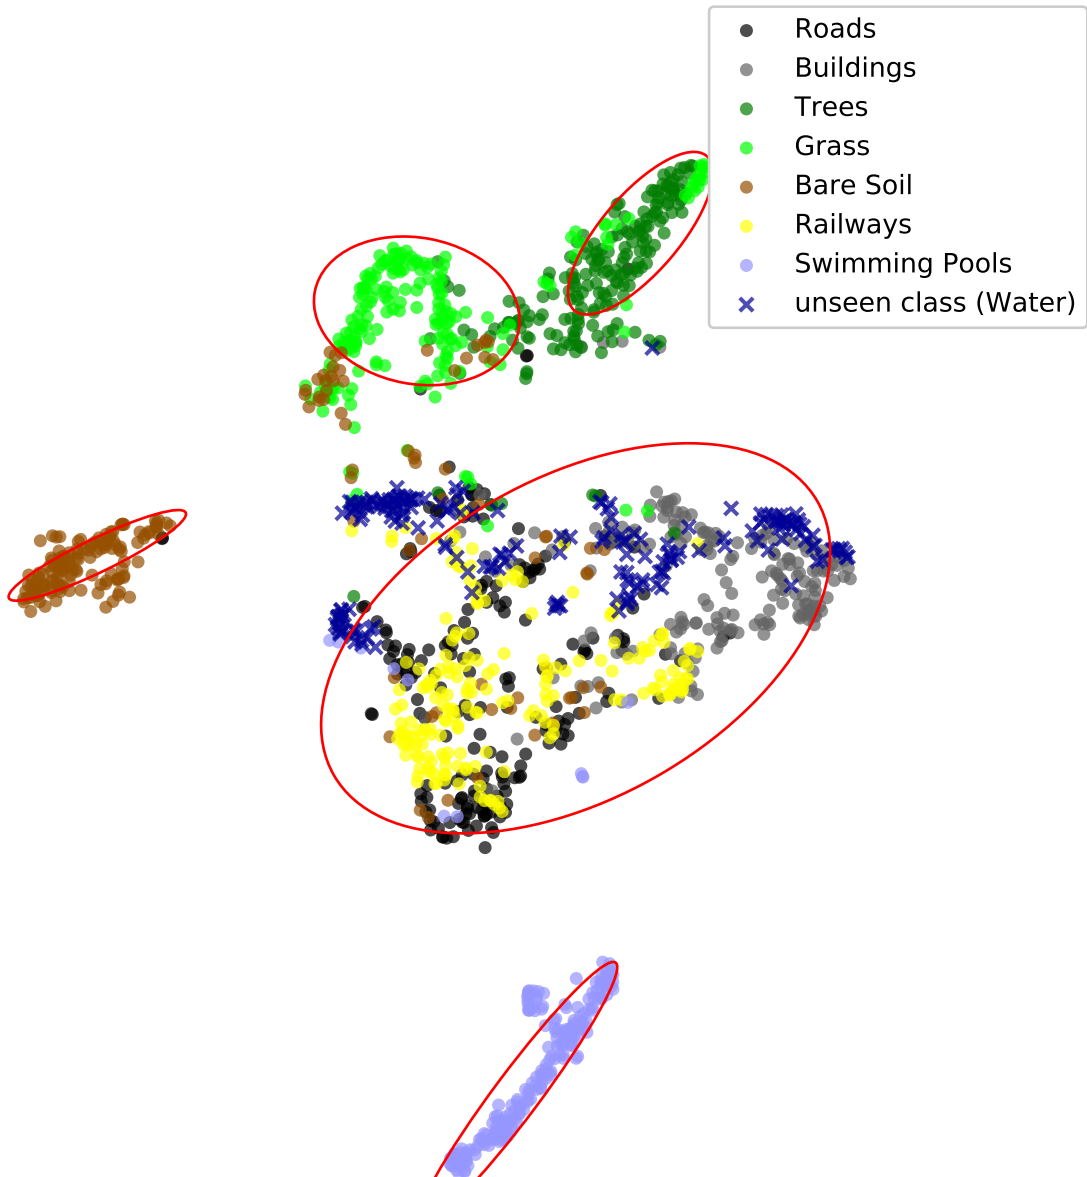 Roads
Buildings
Trees
Grass
Bare Soil
Railways
Swimming Pools
unseen class (Water)